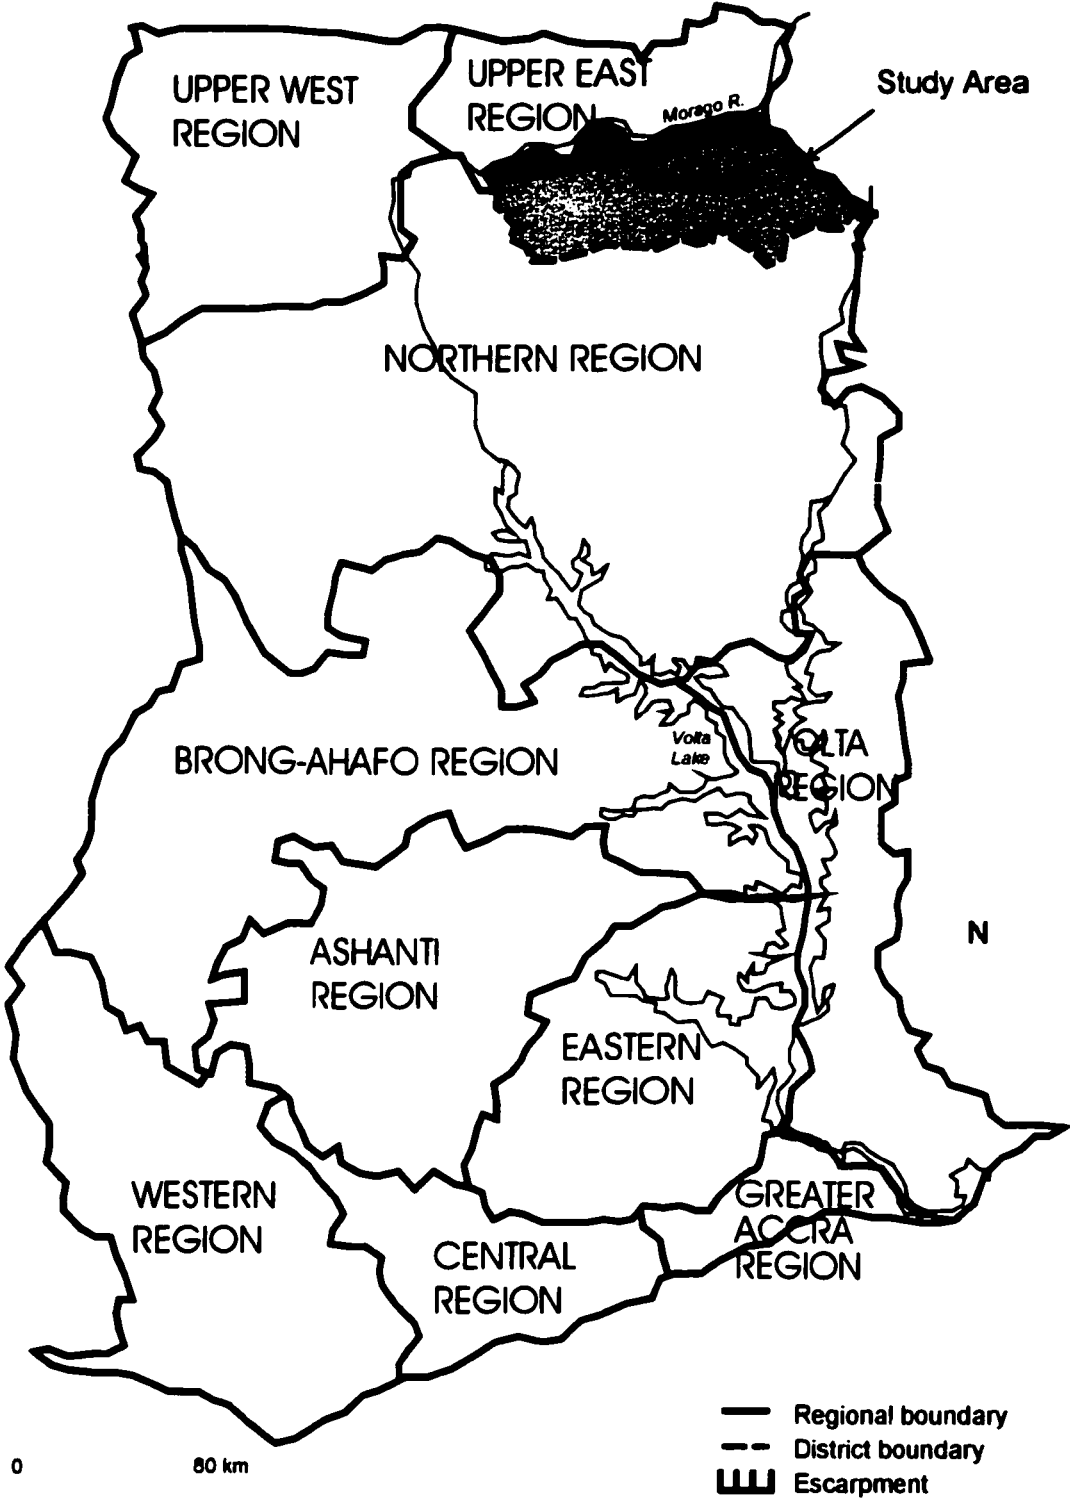 UPPER WEST
REGION
UPPER EAST
REGION
Morago R.
Study Area
NORTHERN REGION
Volta
Lake
VOLTA
REGION
BRONG-AHAFO REGION
ASHANTI
REGION
N
EASTERN
REGION
WESTERN
REGION
GREATER
ACCRA
REGION
CENTRAL
REGION
Regional boundary
District boundary
Escarpment
0
80 km